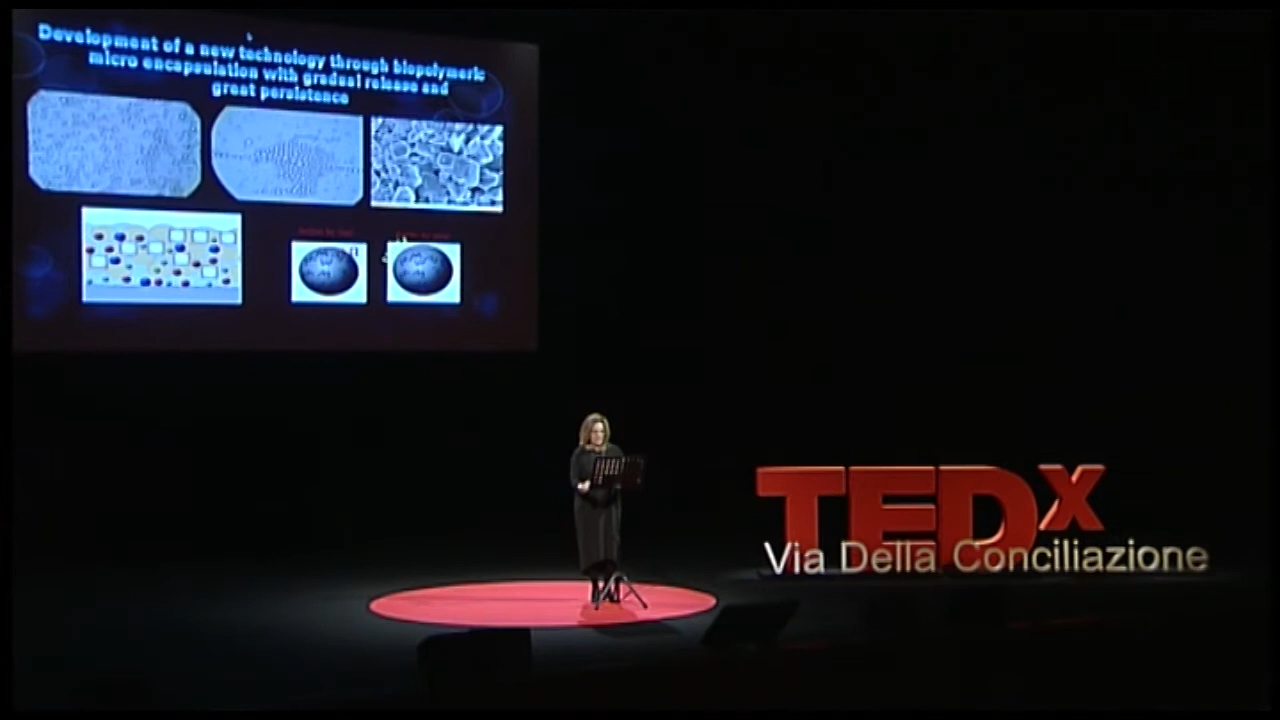 Development of a new technology through biopolymeric
micro encapsulation with gradual release and
great persistence
TEDx
Via Della Conciliazione